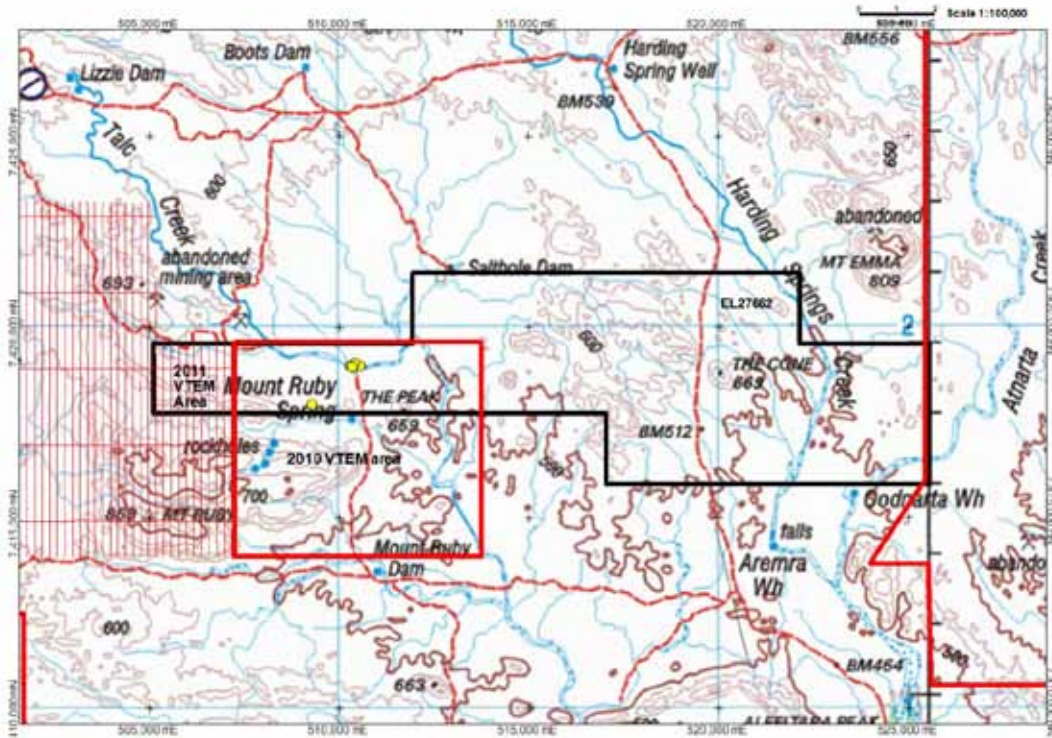 Scale 1:100,000
505,000 mE 510,000 mE 515,000 mE 520,000 mE
BM556
Boots Dam
Harding
Spring Well
Lizzie Dam
BM539
Talc
Creek
600
650
Harding
Springs
Creek
abandoned
MT EMMA
809
Creek
Atmarta
abandoned
mining area
693
Salthole Dam
EL27662
2
600
2011
VTEM
Area
Mount Ruby
Spring
THE PEAK
659
THE CONE
663
BM512
rockholes
2010 VTEM area
700
MT RUBY
Mount Ruby
Dam
falls
Aremra
Wh
600
BM464
663
505,000 mE 510,000 mE 515,000 mE 520,000 mE 525,000 mE